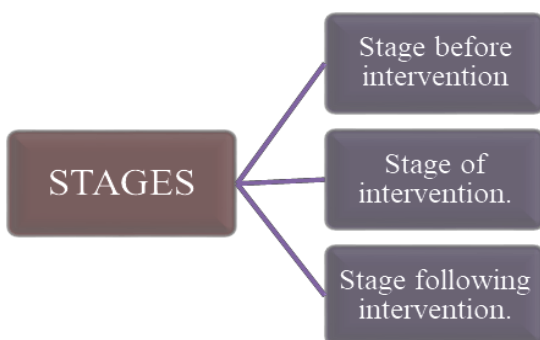 STAGES
Stage before
intervention
Stage of
intervention.
Stage following
intervention.